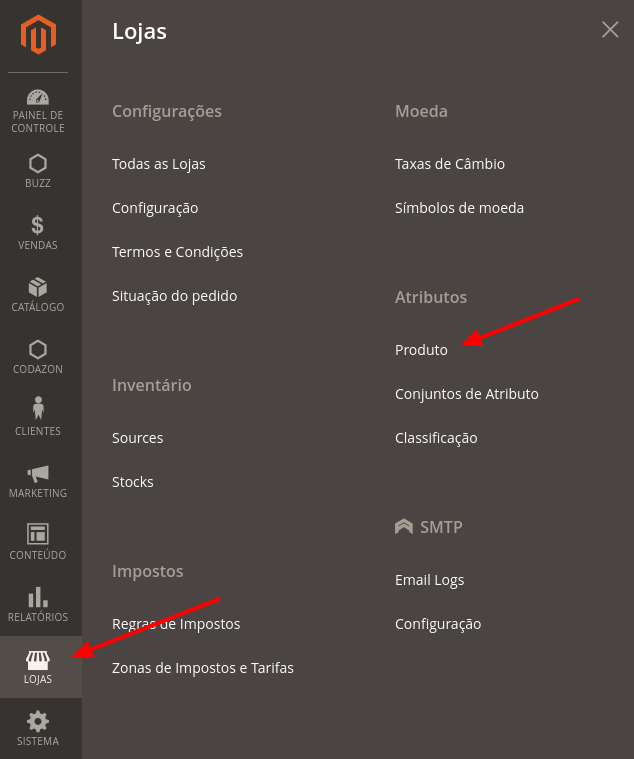 PAINEL DE
CONTROLE
BUZZ
VENDAS
CATÁLOGO
CODAZON
CLIENTES
MARKETING
CONTEÚDO
RELATÓRIOS
LOJAS
SISTEMA
Lojas
Configurações
Todas as Lojas
Configuração
Termos e Condições
Situação do pedido
Inventário
Sources
Stocks
Impostos
Regras de Impostos
Zonas de Impostos e Tarifas
Moeda
Taxas de Câmbio
Símbolos de moeda
Atributos
Produto
Conjuntos de Atributo
Classificação
SMTP
Email Logs
Configuração